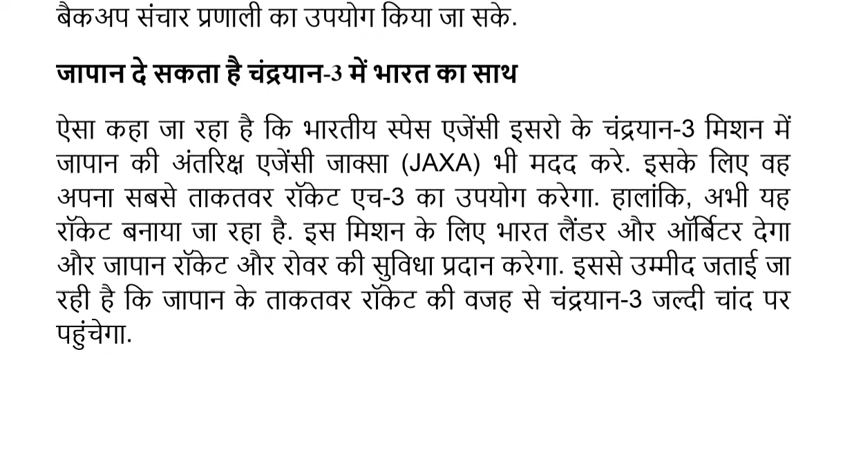 बैकअप संचार प्रणाली का उपयोग किया जा सके.
जापान दे सकता है चंद्रयान-3 में भारत का साथ
ऐसा कहा जा रहा है कि भारतीय स्पेस एजेंसी इसरो के चंद्रयान-3 मिशन में
जापान की अंतरिक्ष एजेंसी जाक्सा (JAXA) भी मदद करे. इसके लिए वह
अपना सबसे ताकतवर रॉकेट एच-3 का उपयोग करेगा. हालांकि, अभी यह
रॉकेट बनाया जा रहा है. इस मिशन के लिए भारत लैंडर और ऑर्बिटर देगा
और जापान रॉकेट और रोवर की सुविधा प्रदान करेगा. इससे उम्मीद जताई जा
रही है कि जापान के ताकतवर रॉकेट की वजह से चंद्रयान-3 जल्दी चांद पर
पहुंचेगा.